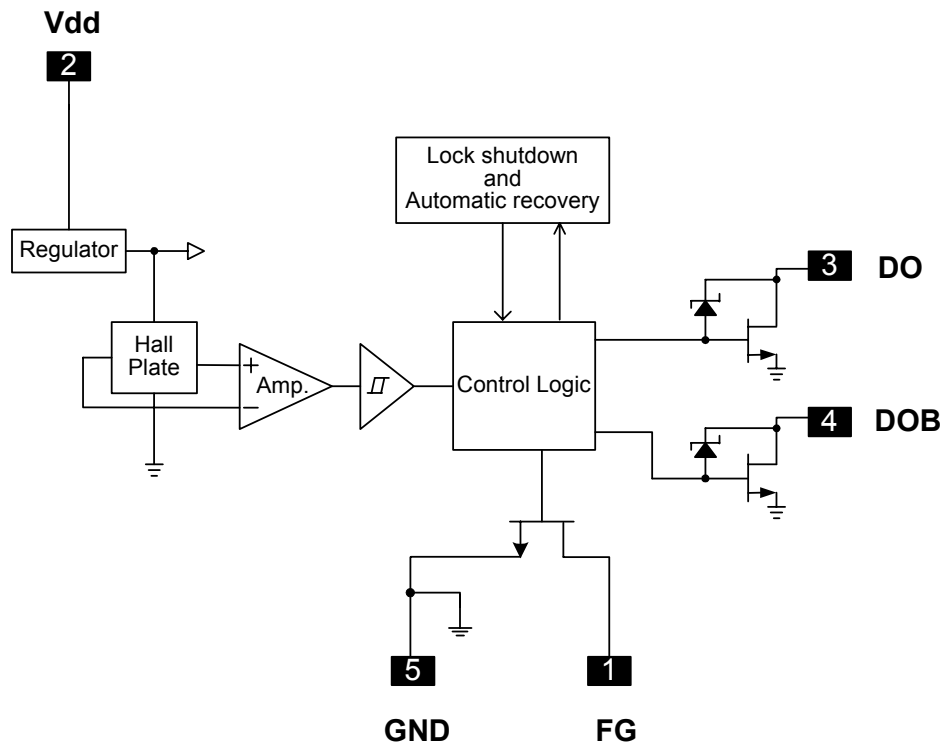 Vdd
2
Lock shutdown
and
Automatic recovery
Regulator
3 DO
Hall
Plate
+
Amp.
−
Control Logic
4 DOB
5
1
GND
FG